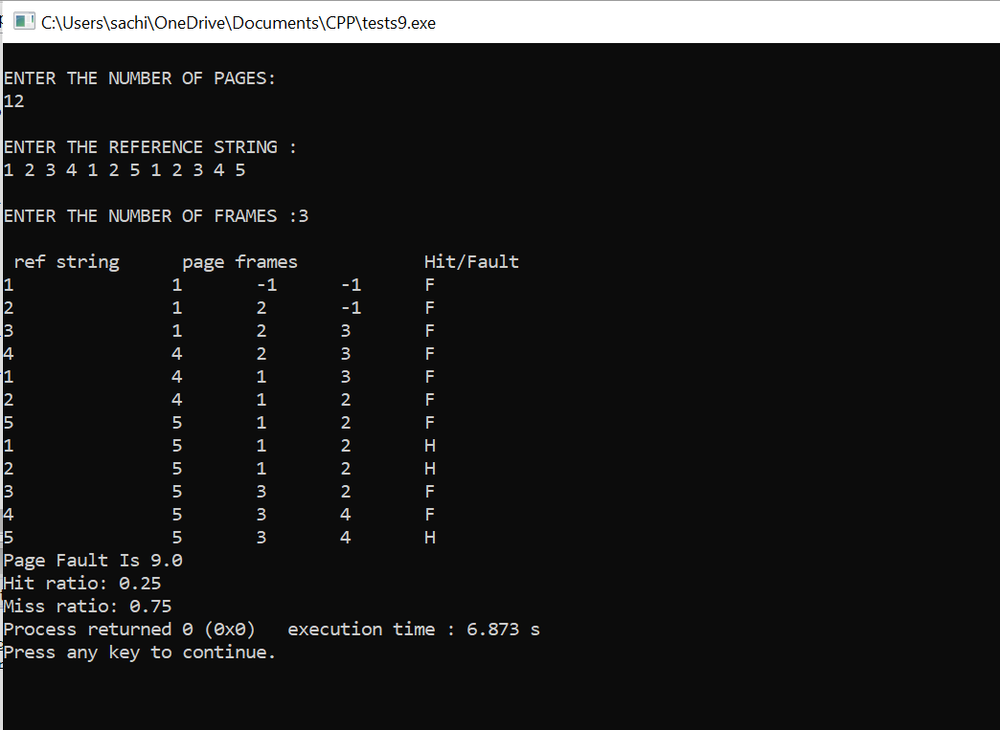 C:\Users\sachi\OneDrive\Documents\CPP\tests9.exe
ENTER THE NUMBER OF PAGES:
12
ENTER THE REFERENCE STRING :
1 2 3 4 1 2 5 1 2 3 4 5
ENTER THE NUMBER OF FRAMES :3
ref string page frames Hit/Fault
1 1 -1 -1 F
2 1 2 -1 F
3 1 2 3 F
4 4 2 3 F
1 4 1 3 F
2 4 1 2 F
5 5 1 2 F
1 5 1 2 H
2 5 1 2 H
3 5 3 2 F
4 5 3 4 F
5 5 3 4 H
Page Fault Is 9.0
Hit ratio: 0.25
Miss ratio: 0.75
Process returned 0 (0x0) execution time : 6.873 s
Press any key to continue.